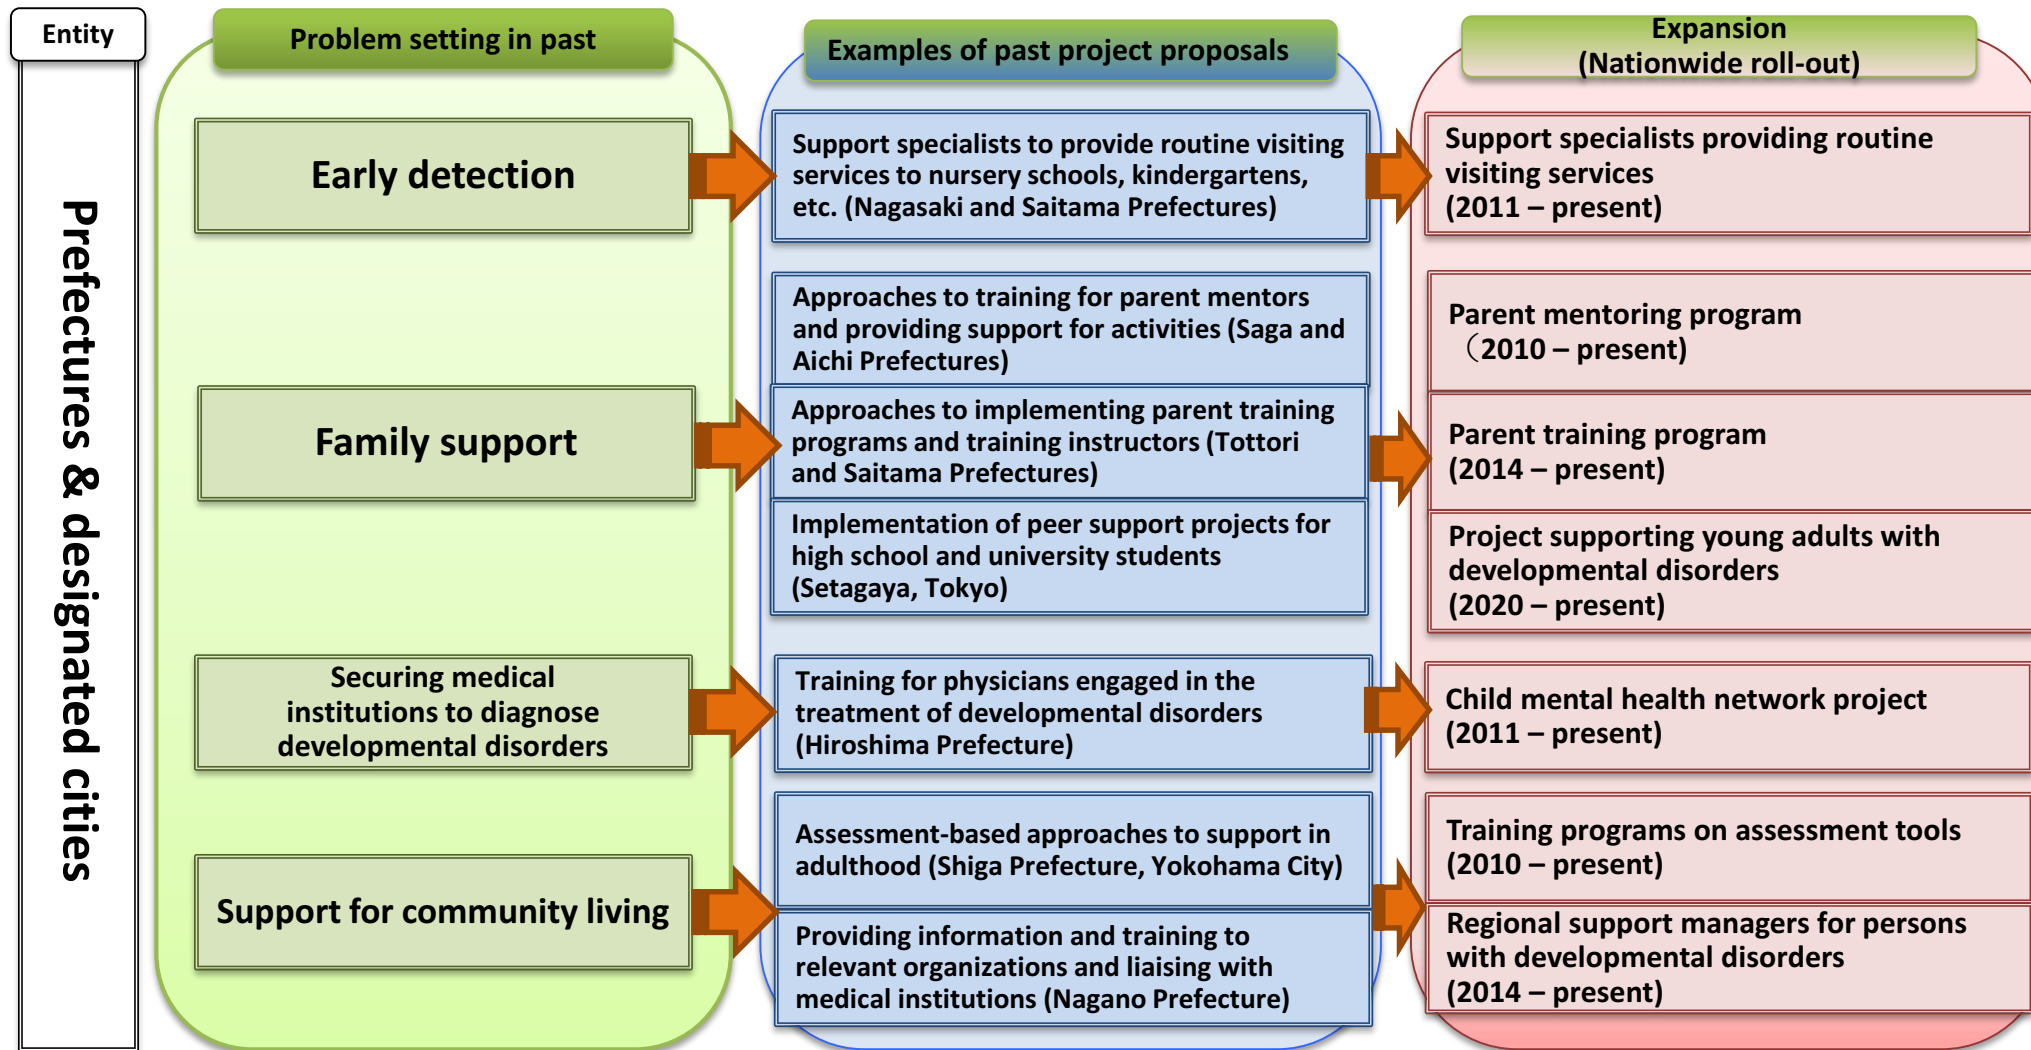 Entity
Problem setting in past
Examples of past project proposals
Expansion
(Nationwide roll-out)
Prefectures & designated cities
Early detection
Support specialists to provide routine visiting
services to nursery schools, kindergartens,
etc. (Nagasaki and Saitama Prefectures)
Support specialists providing routine
visiting services
(2011 – present)
Family support
Approaches to training for parent mentors
and providing support for activities (Saga and
Aichi Prefectures)
Approaches to implementing parent training
programs and training instructors (Tottori
and Saitama Prefectures)
Implementation of peer support projects for
high school and university students
(Setagaya, Tokyo)
Parent mentoring program
（2010 – present)
Parent training program
(2014 – present)
Project supporting young adults with
developmental disorders
(2020 – present)
Securing medical
institutions to diagnose
developmental disorders
Training for physicians engaged in the
treatment of developmental disorders
(Hiroshima Prefecture)
Child mental health network project
(2011 – present)
Support for community living
Assessment-based approaches to support in
adulthood (Shiga Prefecture, Yokohama City)
Providing information and training to
relevant organizations and liaising with
medical institutions (Nagano Prefecture)
Training programs on assessment tools
(2010 – present)
Regional support managers for persons
with developmental disorders
(2014 – present)